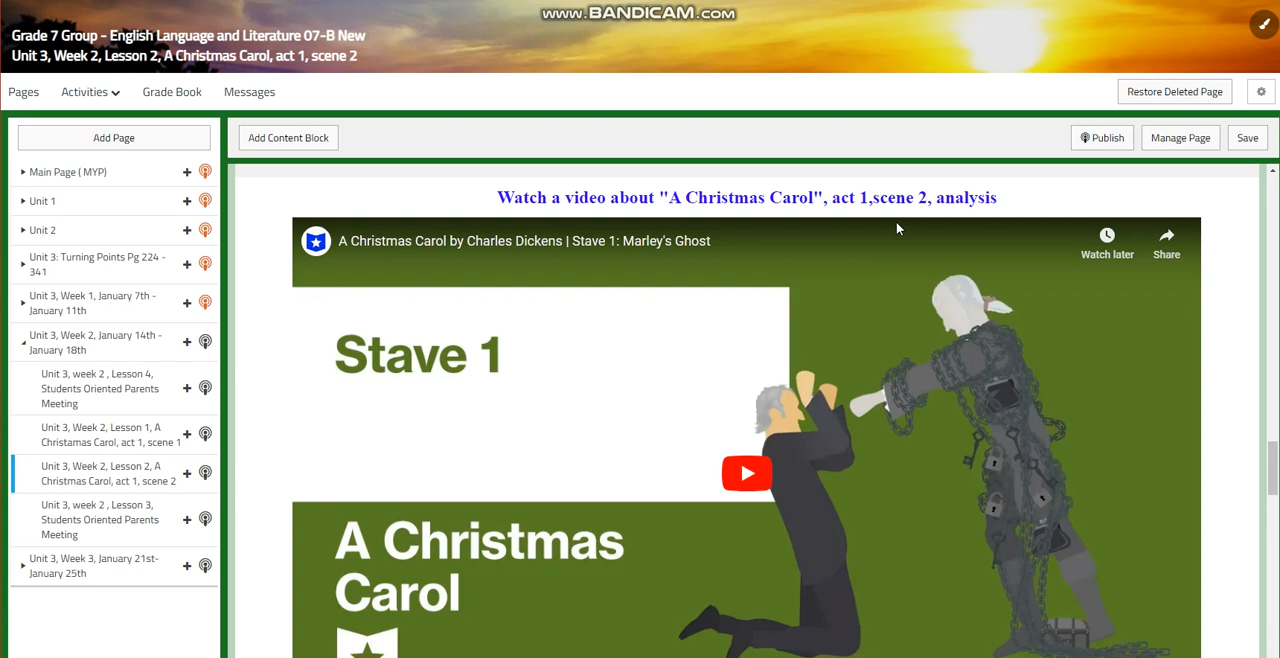 www.BANDICAM.com
Grade 7 Group - English Language and Literature 07-B New
Unit 3, Week 2, Lesson 2, A Christmas Carol, act 1, scene 2
Pages
Activities
Grade Book
Messages
Restore Deleted Page
Add Page
Add Content Block
Publish
Manage Page
Save
Main Page ( MYP)
Unit 1
Unit 2
Unit 3: Turning Points Pg 224 -
341
Unit 3, Week 1, January 7th -
January 11th
Unit 3, Week 2, January 14th -
January 18th
Unit 3, week 2 , Lesson 4,
Students Oriented Parents
Meeting
Unit 3, Week 2, Lesson 1, A
Christamas Carol, act 1, scene 1
Unit 3, Week 2, Lesson 2, A
Christmas Carol, act 1, scene 2
Unit 3, week 2 , Lesson 3,
Students Oriented Parents
Meeting
Unit 3, Week 3, January 21st-
January 25th
Watch a video about "A Christmas Carol", act 1,scene 2, analysis
A Christmas Carol by Charles Dickens | Stave 1: Marley's Ghost
Watch later
Share
Stave 1
A Christmas
Carol